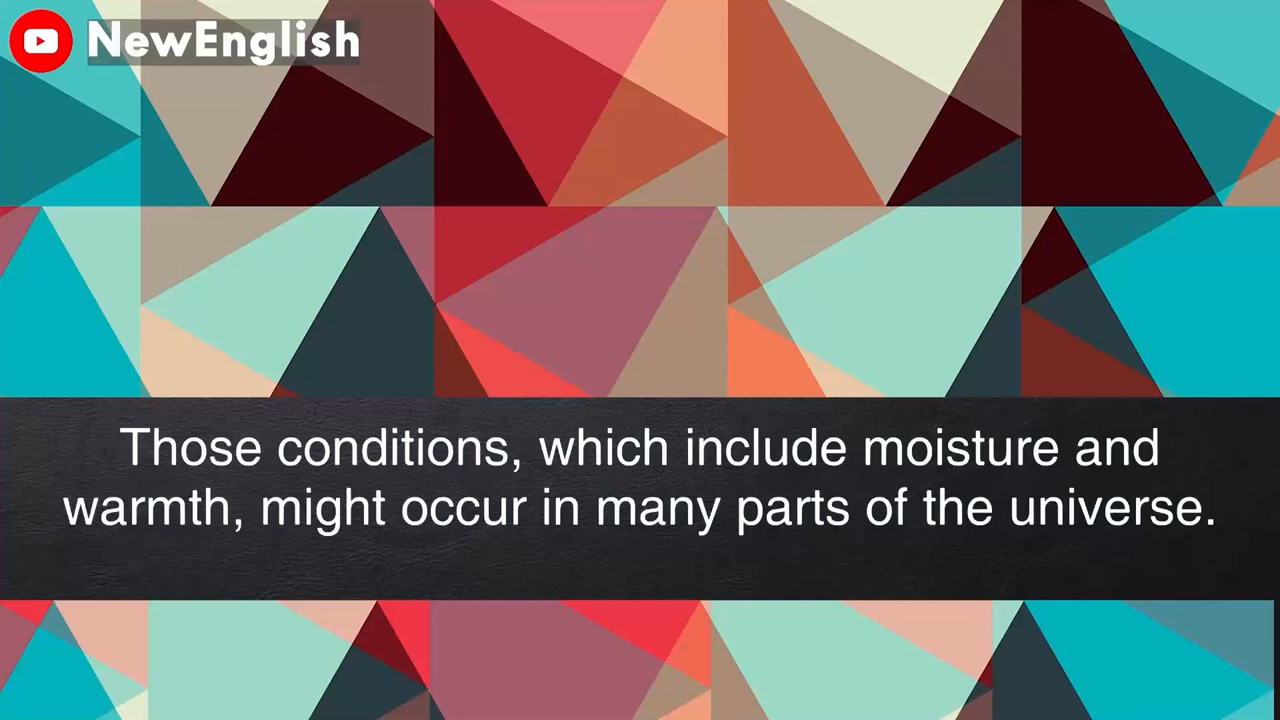 NewEnglish
Those conditions, which include moisture and
warmth, might occur in many parts of the universe.